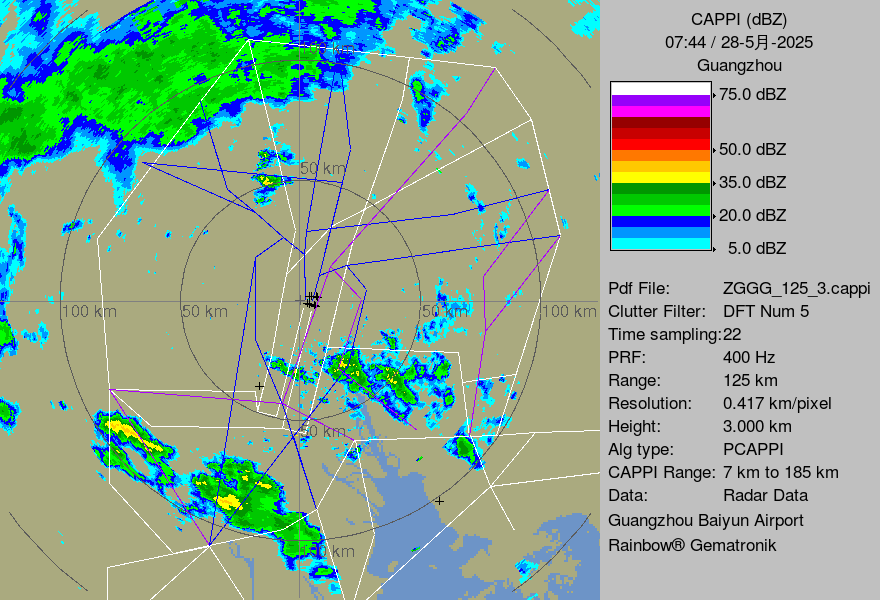 CAPPI (dBZ)
07:44 / 28-5月-2025
Guangzhou
75.0 dBZ
50.0 dBZ
35.0 dBZ
20.0 dBZ
5.0 dBZ
Pdf File: ZGGG_125_3.cappi
Clutter Filter: DFT Num 5
Time sampling:22
PRF: 400 Hz
Range: 125 km
Resolution: 0.417 km/pixel
Height: 3.000 km
Alg type: PCAPPI
CAPPI Range: 7 km to 185 km
Data: Radar Data
Guangzhou Baiyun Airport
Rainbow® Gematronik
100 km
50 km
100 km
50 km
50 km
100 km
50 km
100 km